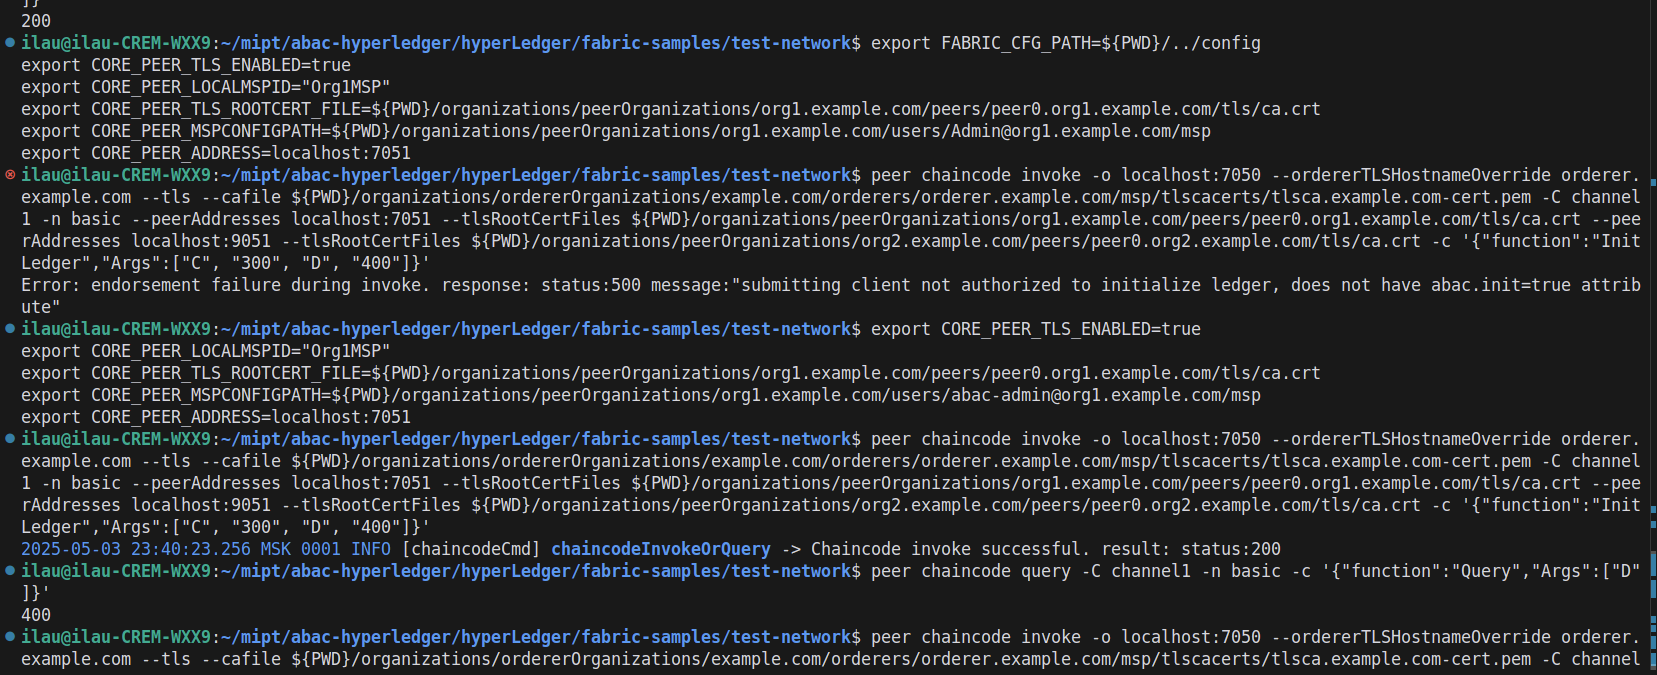 ]}'
200
ilau@ilau-CREM-WXX9:~/mipt/abac-hyperledger/hyperLedger/fabric-samples/test-network$ export FABRIC_CFG_PATH=${PWD}/../config
export CORE_PEER_TLS_ENABLED=true
export CORE_PEER_LOCALMSPID="Org1MSP"
export CORE_PEER_TLS_ROOTCERT_FILE=${PWD}/organizations/peerOrganizations/org1.example.com/peers/peer0.org1.example.com/tls/ca.crt
export CORE_PEER_MSPCONFIGPATH=${PWD}/organizations/peerOrganizations/org1.example.com/users/Admin@org1.example.com/msp
export CORE_PEER_ADDRESS=localhost:7051
ilau@ilau-CREM-WXX9:~/mipt/abac-hyperledger/hyperLedger/fabric-samples/test-network$ peer chaincode invoke -o localhost:7050 --ordererTLSHostnameOverride orderer.
example.com --tls --cafile ${PWD}/organizations/ordererOrganizations/example.com/orderers/orderer.example.com/msp/tlscacerts/tlsca.example.com-cert.pem -C channel
1 -n basic --peerAddresses localhost:7051 --tlsRootCertFiles ${PWD}/organizations/peerOrganizations/org1.example.com/peers/peer0.org1.example.com/tls/ca.crt --pee
rAddresses localhost:9051 --tlsRootCertFiles ${PWD}/organizations/peerOrganizations/org2.example.com/peers/peer0.org2.example.com/tls/ca.crt -c '{"function":"Init
Ledger","Args":["C", "300", "D", "400"]}'
Error: endorsement failure during invoke. response: status:500 message:"submitting client not authorized to initialize ledger, does not have abac.init=true attrib
ute"
ilau@ilau-CREM-WXX9:~/mipt/abac-hyperledger/hyperLedger/fabric-samples/test-network$ export CORE_PEER_TLS_ENABLED=true
export CORE_PEER_LOCALMSPID="Org1MSP"
export CORE_PEER_TLS_ROOTCERT_FILE=${PWD}/organizations/peerOrganizations/org1.example.com/peers/peer0.org1.example.com/tls/ca.crt
export CORE_PEER_MSPCONFIGPATH=${PWD}/organizations/peerOrganizations/org1.example.com/users/abac-admin@org1.example.com/msp
export CORE_PEER_ADDRESS=localhost:7051
ilau@ilau-CREM-WXX9:~/mipt/abac-hyperledger/hyperLedger/fabric-samples/test-network$ peer chaincode invoke -o localhost:7050 --ordererTLSHostnameOverride orderer.
example.com --tls --cafile ${PWD}/organizations/ordererOrganizations/example.com/orderers/orderer.example.com/msp/tlscacerts/tlsca.example.com-cert.pem -C channel
1 -n basic --peerAddresses localhost:7051 --tlsRootCertFiles ${PWD}/organizations/peerOrganizations/org1.example.com/peers/peer0.org1.example.com/tls/ca.crt --pee
rAddresses localhost:9051 --tlsRootCertFiles ${PWD}/organizations/peerOrganizations/org2.example.com/peers/peer0.org2.example.com/tls/ca.crt -c '{"function":"Init
Ledger","Args":["C", "300", "D", "400"]}'
2025-05-03 23:40:23.256 MSK 0001 INFO [chaincodeCmd] chaincodeInvokeOrQuery -> Chaincode invoke successful. result: status:200
ilau@ilau-CREM-WXX9:~/mipt/abac-hyperledger/hyperLedger/fabric-samples/test-network$ peer chaincode query -C channel1 -n basic -c '{"function":"Query","Args":["D"
]}'
400
ilau@ilau-CREM-WXX9:~/mipt/abac-hyperledger/hyperLedger/fabric-samples/test-network$ peer chaincode invoke -o localhost:7050 --ordererTLSHostnameOverride orderer.
example.com --tls --cafile ${PWD}/organizations/ordererOrganizations/example.com/orderers/orderer.example.com/msp/tlscacerts/tlsca.example.com-cert.pem -C channel